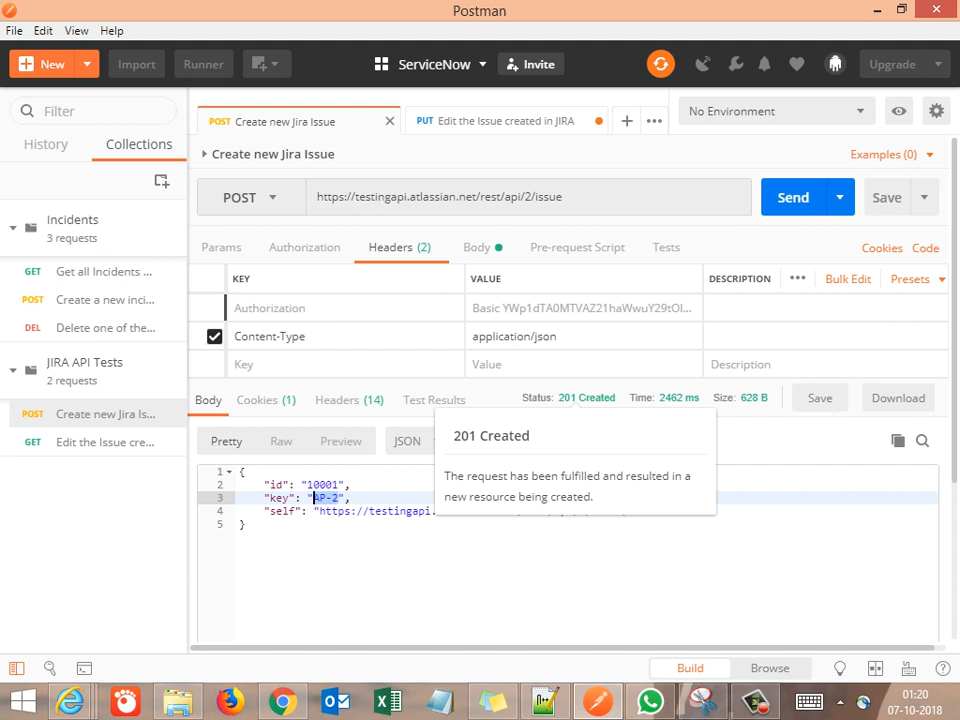 Postman
File Edit View Help
New Import Runner ServiceNow Invite Upgrade
Filter
History Collections
Incidents
3 requests
GET Get all Incidents ...
POST Create a new inci...
DEL Delete one of the...
JIRA API Tests
2 requests
POST Create new Jira Is...
GET Edit the Issue cre...
POST Create new Jira Issue PUT Edit the Issue created in JIRA
No Environment
Create new Jira Issue Examples (0)
POST https://testingapi.atlassian.net/rest/api/2/issue Send Save
Params Authorization Headers (2) Body Pre-request Script Tests Cookies Code
KEY VALUE DESCRIPTION Bulk Edit Presets
Authorization
Content-Type application/json
Key Value Description
Body Cookies (1) Headers (14) Test Results Status: 201 Created Time: 2462 ms Size: 628 B Save Download
Pretty Raw Preview JSON
201 Created
The request has been fulfilled and resulted in a
new resource being created.
1 {
2 "id": "10001",
3 "key": "AP-2",
4 "self": "https://testingapi.
5 }
Build Browse
01:20
07-10-2018